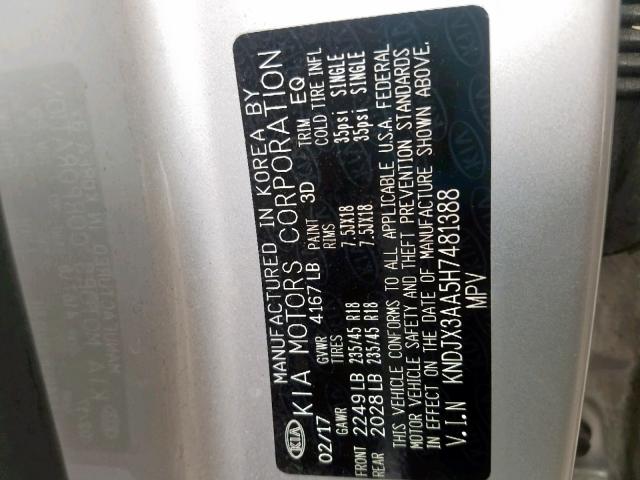 MANUFACTURED IN KOREA BY
KIA KIA MOTORS CORPORATION
02/17 GVWR 4167LB PAINT 3D TRIM EQ
GAWR TIRES RIMS COLD TIRE INFL
FRONT 2249LB 235/45 R18 7.5JX18 35psi SINGLE
REAR 2028LB 235/45 R18 7.5JX18 35psi SINGLE
THIS VEHICLE CONFORMS TO ALL APPLICABLE U.S.A. FEDERAL
MOTOR VEHICLE SAFETY AND THEFT PREVENTION STANDARDS
IN EFFECT ON THE DATE OF MANUFACTURE SHOWN ABOVE.
V.I.N KNDJX3AA5H7481388
MPV